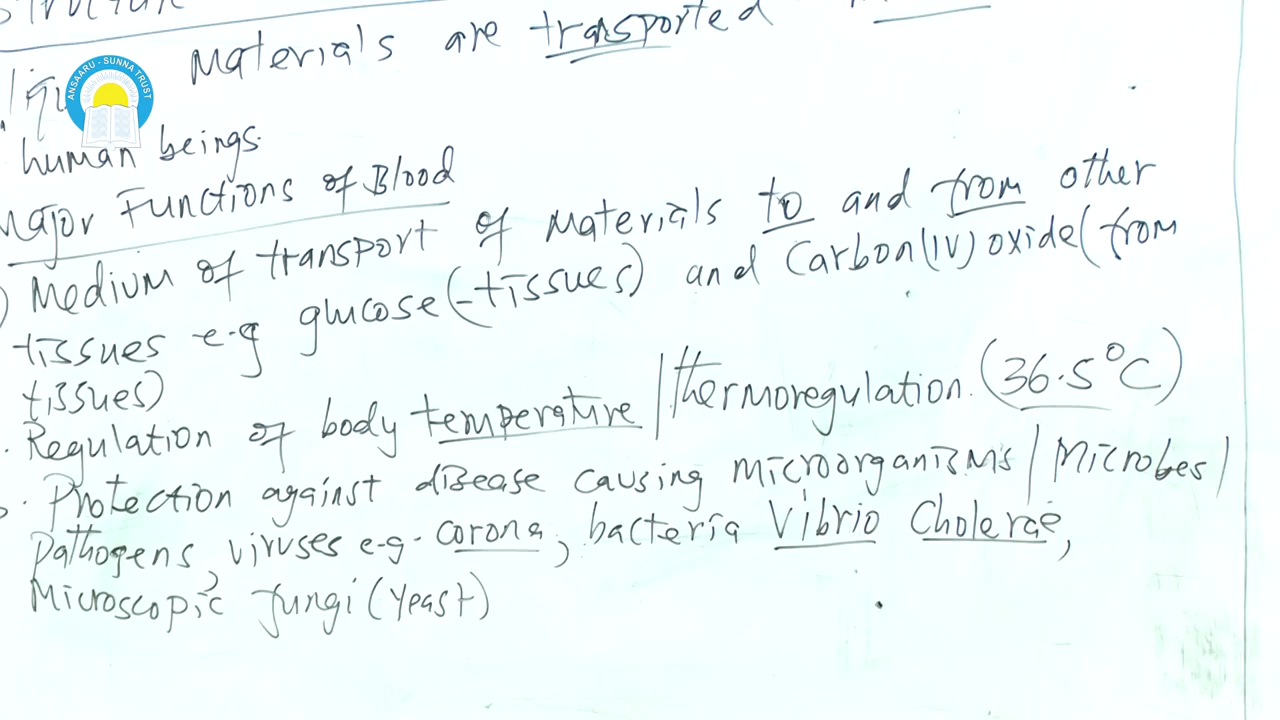 Materials are transported
ANSAARU - SUNNA TRUST
human beings.
Major Functions of Blood
) Medium of transport of Materials to and from other
tissues e.g glucose(-tissues) and Carbon(IV)oxide(from
tissues)
. Regulation of body temperature/thermoregulation. (36.5°C)
. Protection against disease causing microorganisms/Microbes/
Pathogens, viruses e-g- corona, bacteria Vibrio Cholerae,
Microscopic fungi(Yeast)